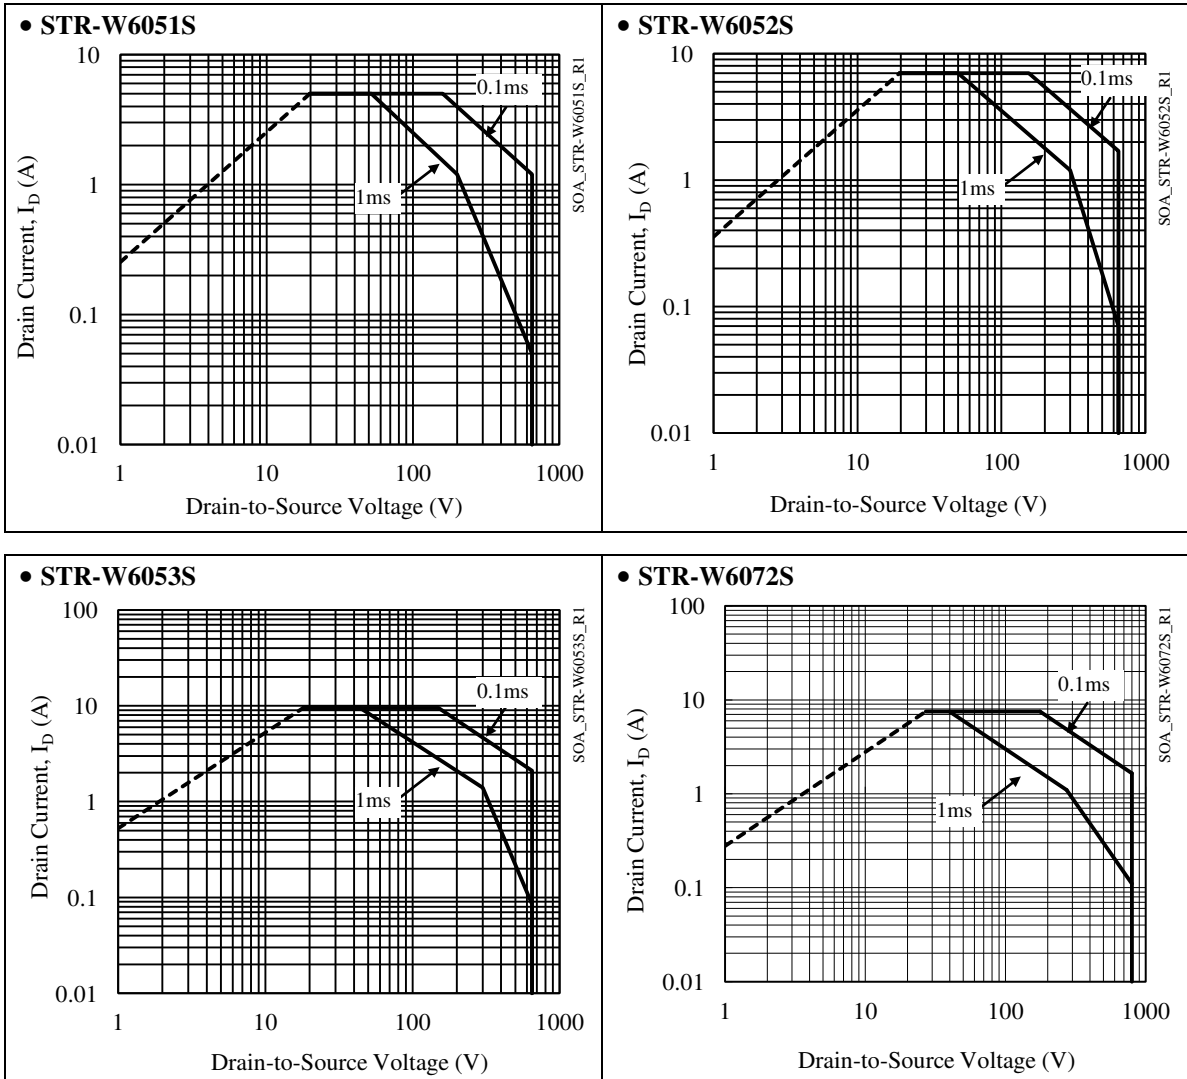 • STR-W6051S
10
1
0.1
0.01
1
10
100
1000
Drain Current, I_D (A)
Drain-to-Source Voltage (V)
0.1ms
1ms
SOA_STR-W6051S_R1
• STR-W6052S
10
1
0.1
0.01
1
10
100
1000
Drain Current, I_D (A)
Drain-to-Source Voltage (V)
0.1ms
1ms
SOA_STR-W6052S_R1
• STR-W6053S
100
10
1
0.1
0.01
1
10
100
1000
Drain Current, I_D (A)
Drain-to-Source Voltage (V)
0.1ms
1ms
SOA_STR-W6053S_R1
• STR-W6072S
100
10
1
0.1
0.01
1
10
100
1000
Drain Current, I_D (A)
Drain-to-Source Voltage (V)
0.1ms
1ms
SOA_STR-W6072S_R1